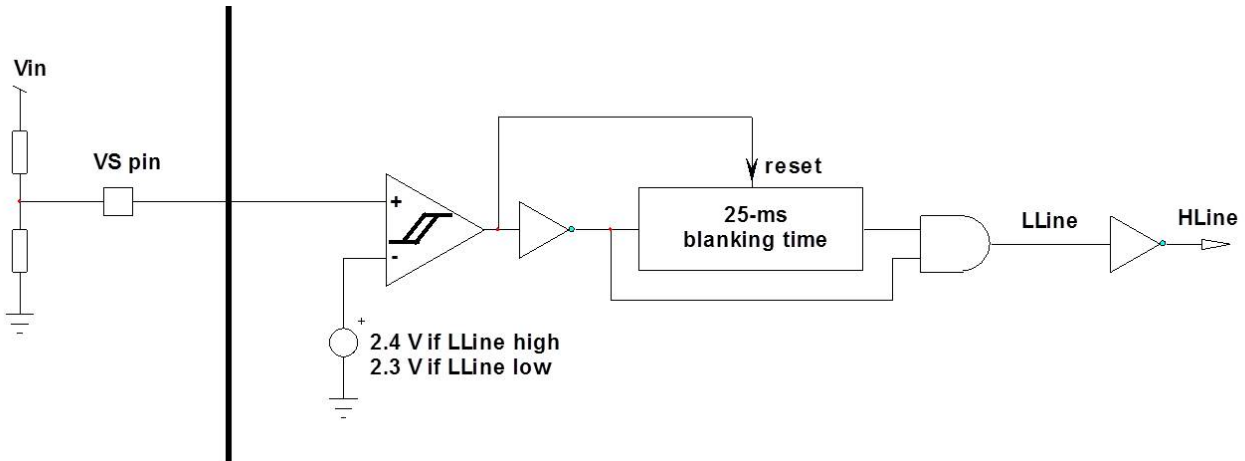 Vin
VS pin
+
-
+
2.4 V if LLine high
2.3 V if LLine low
reset
25-ms
blanking time
LLine
HLine